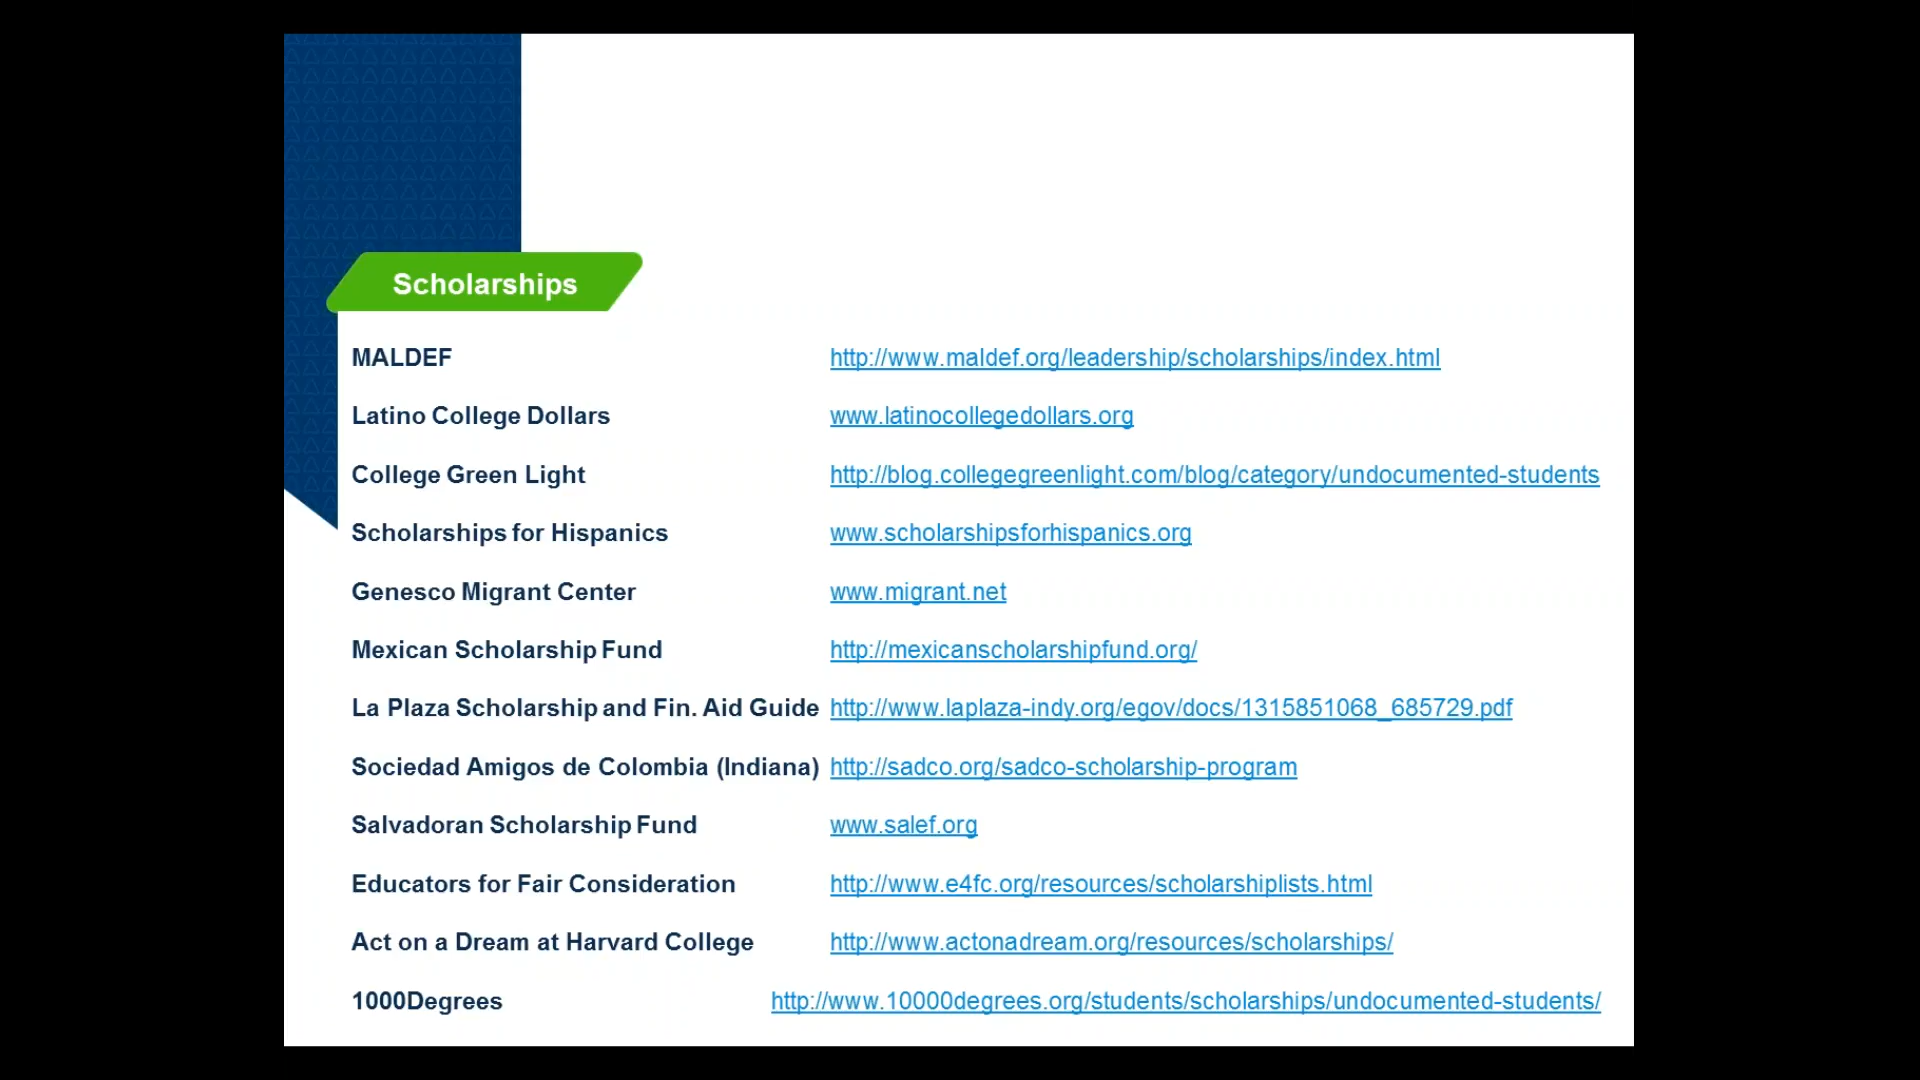 Scholarships
MALDEF http://www.maldef.org/leadership/scholarships/index.html
Latino College Dollars www.latinocollegedollars.org
College Green Light http://blog.collegegreenlight.com/blog/category/undocumented-students
Scholarships for Hispanics www.scholarshipsforhispanics.org
Genesco Migrant Center www.migrant.net
Mexican Scholarship Fund http://mexicanscholarshipfund.org/
La Plaza Scholarship and Fin. Aid Guide http://www.laplaza-indy.org/egov/docs/1315851068_685729.pdf
Sociedad Amigos de Colombia (Indiana) http://sadco.org/sadco-scholarship-program
Salvadoran Scholarship Fund www.salef.org
Educators for Fair Consideration http://www.e4fc.org/resources/scholarshiplists.html
Act on a Dream at Harvard College http://www.actonadream.org/resources/scholarships/
1000Degrees http://www.10000degrees.org/students/scholarships/undocumented-students/